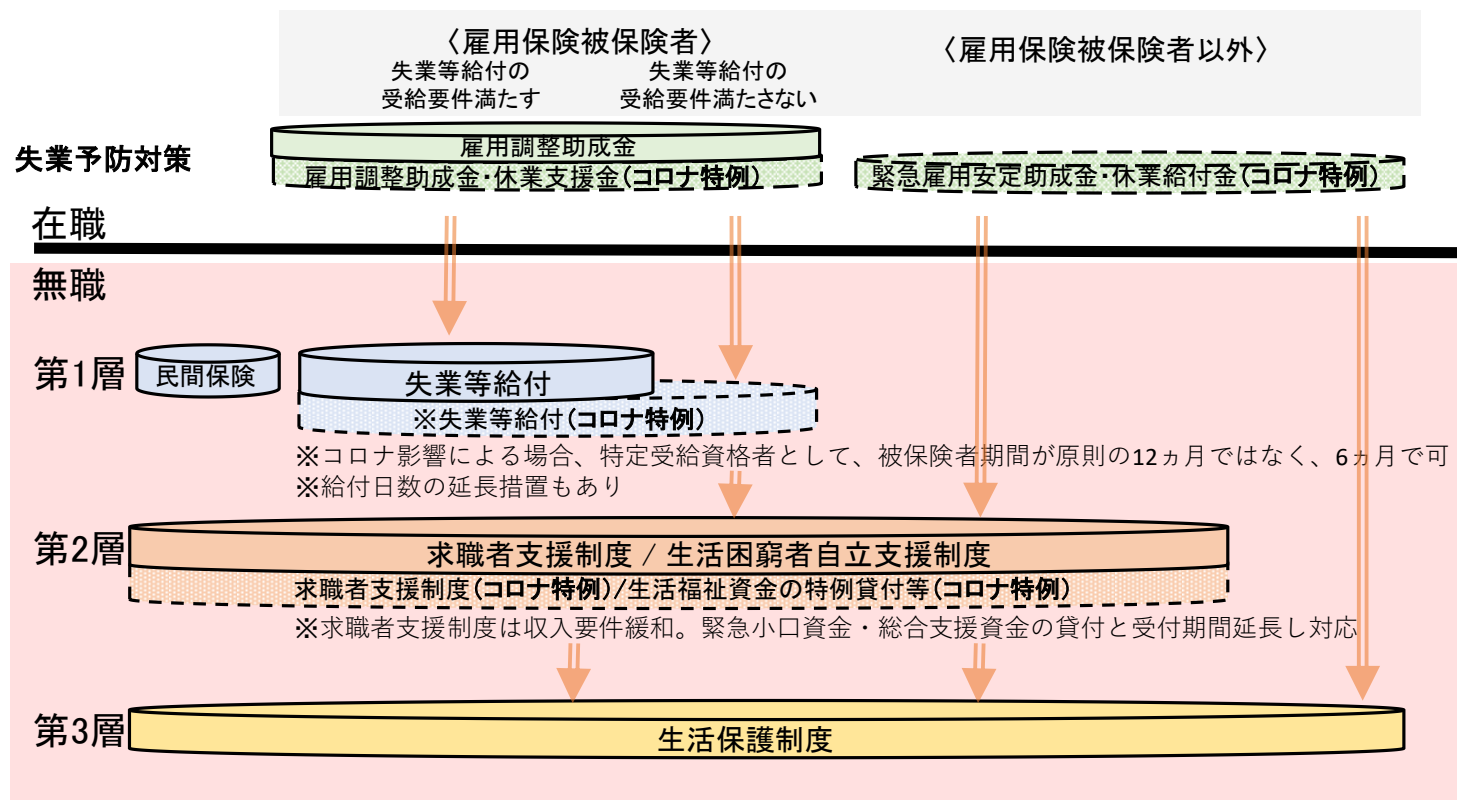 〈雇用保険被保険者〉
〈雇用保険被保険者以外〉
失業等給付の
受給要件満たす
失業等給付の
受給要件満たさない
失業予防対策
雇用調整助成金
雇用調整助成金・休業支援金(コロナ特例)
緊急雇用安定助成金・休業給付金(コロナ特例)
在職
無職
第1層
民間保険
失業等給付
※失業等給付(コロナ特例)
※コロナ影響による場合、特定受給資格者として、被保険者期間が原則の12ヵ月ではなく、6ヵ月で可
※給付日数の延長措置もあり
第2層
求職者支援制度 / 生活困窮者自立支援制度
求職者支援制度(コロナ特例)/生活福祉資金の特例貸付等(コロナ特例)
※求職者支援制度は収入要件緩和。緊急小口資金・総合支援資金の貸付と受付期間延長し対応
第3層
生活保護制度